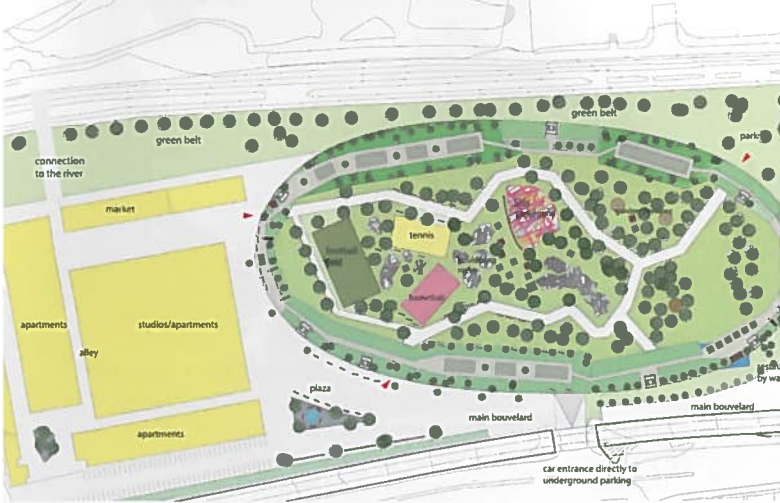 green belt
green belt
park
connection
to the river
market
tennis
football
field
basketball
apartments
studios/apartments
alley
plaza
apartments
main bouvelard
main bouvelard
by wa
car entrance directly to
underground parking